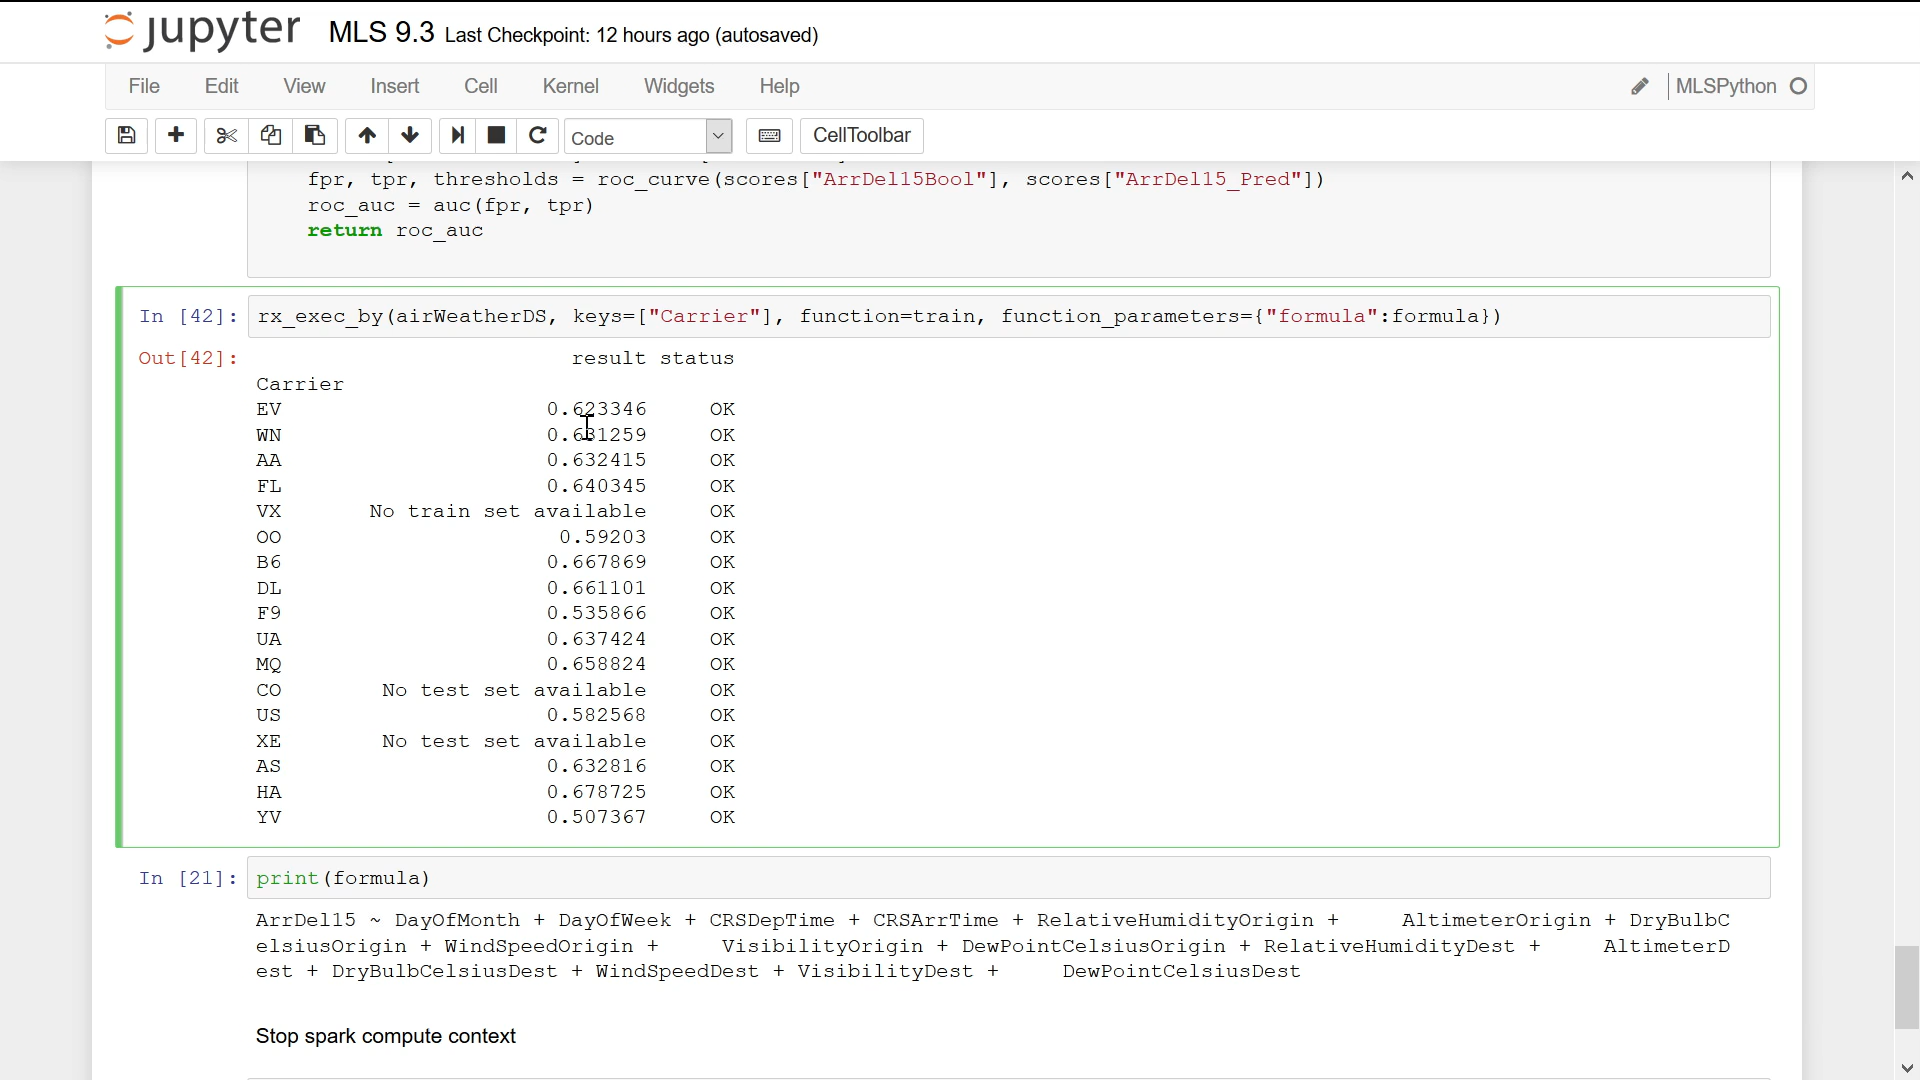 jupyter MLS 9.3 Last Checkpoint: 12 hours ago (autosaved)
File Edit View Insert Cell Kernel Widgets Help MLSPython
Code CellToolbar
fpr, tpr, thresholds = roc_curve(scores["ArrDel15Bool"], scores["ArrDel15_Pred"])
roc_auc = auc(fpr, tpr)
return roc_auc
In [42]: rx_exec_by(airWeatherDS, keys=["Carrier"], function=train, function_parameters={"formula":formula})
Out[42]: result status
Carrier
EV 0.623346 OK
WN 0.631259 OK
AA 0.632415 OK
FL 0.640345 OK
VX No train set available OK
OO 0.59203 OK
B6 0.667869 OK
DL 0.661101 OK
F9 0.535866 OK
UA 0.637424 OK
MQ 0.658824 OK
CO No test set available OK
US 0.582568 OK
XE No test set available OK
AS 0.632816 OK
HA 0.678725 OK
YV 0.507367 OK
In [21]: print(formula)
ArrDel15 ~ DayOfMonth + DayOfWeek + CRSDepTime + CRSArrTime + RelativeHumidityOrigin + AltimeterOrigin + DryBulbC
elsiusOrigin + WindSpeedOrigin + VisibilityOrigin + DewPointCelsiusOrigin + RelativeHumidityDest + AltimeterD
est + DryBulbCelsiusDest + WindSpeedDest + VisibilityDest + DewPointCelsiusDest
Stop spark compute context